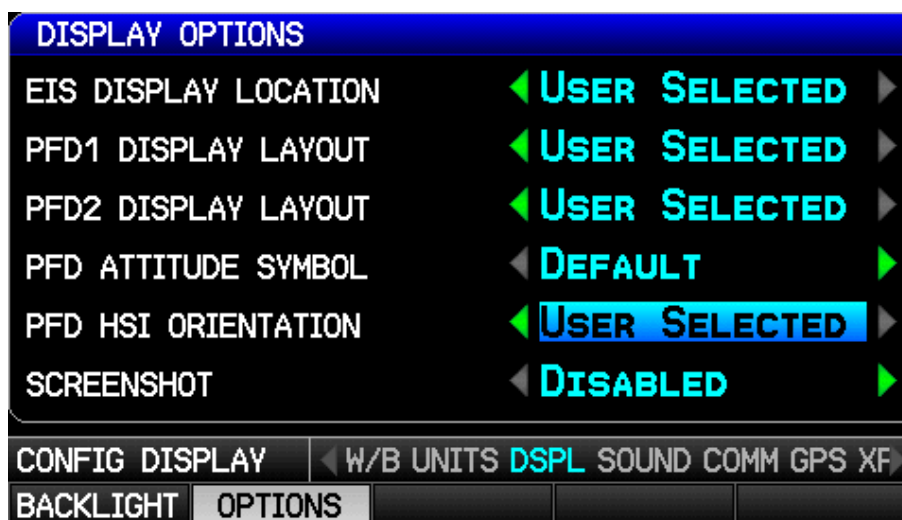 DISPLAY OPTIONS
EIS DISPLAY LOCATION USER SELECTED
PFD1 DISPLAY LAYOUT USER SELECTED
PFD2 DISPLAY LAYOUT USER SELECTED
PFD ATTITUDE SYMBOL DEFAULT
PFD HSI ORIENTATION USER SELECTED
SCREENSHOT DISABLED
CONFIG DISPLAY W/B UNITS DSPL SOUND COMM GPS
BACKLIGHT OPTIONS